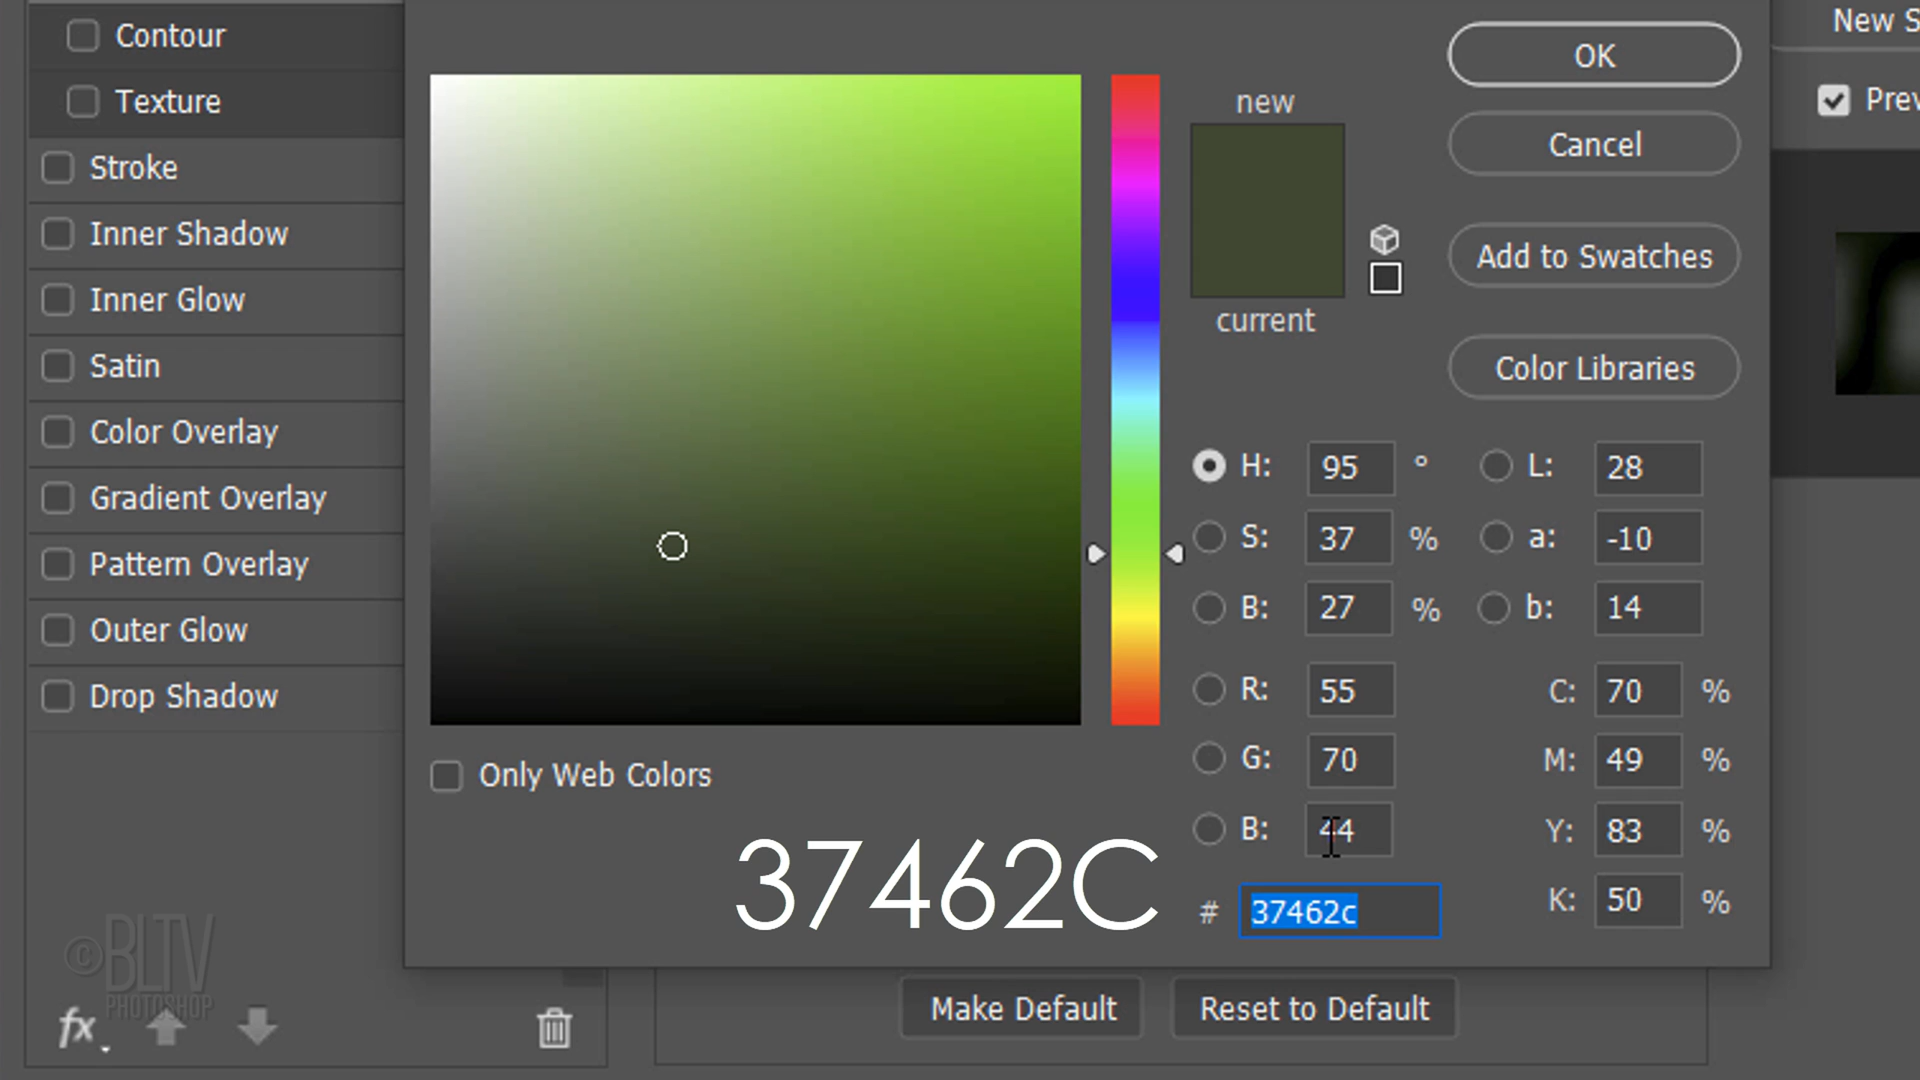 Contour
Texture
Stroke
Inner Shadow
Inner Glow
Satin
Color Overlay
Gradient Overlay
Pattern Overlay
Outer Glow
Drop Shadow
fx
©BLTV
PHOTOSHOP
new
current
OK
Cancel
Add to Swatches
Color Libraries
New S
Prev
H: 95 °
S: 37 %
B: 27 %
R: 55
G: 70
B: 44
# 37462c
L: 28
a: -10
b: 14
C: 70 %
M: 49 %
Y: 83 %
K: 50 %
Only Web Colors
37462C
Make Default
Reset to Default